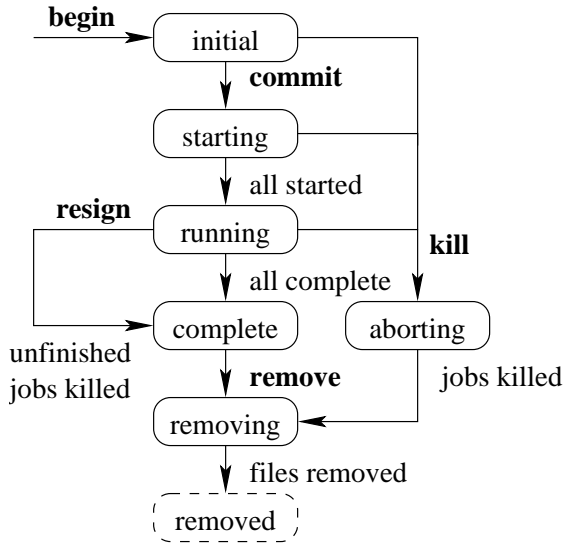 begin
initial
commit
starting
all started
resign
running
kill
all complete
complete
aborting
unfinished
jobs killed
remove
jobs killed
removing
files removed
removed